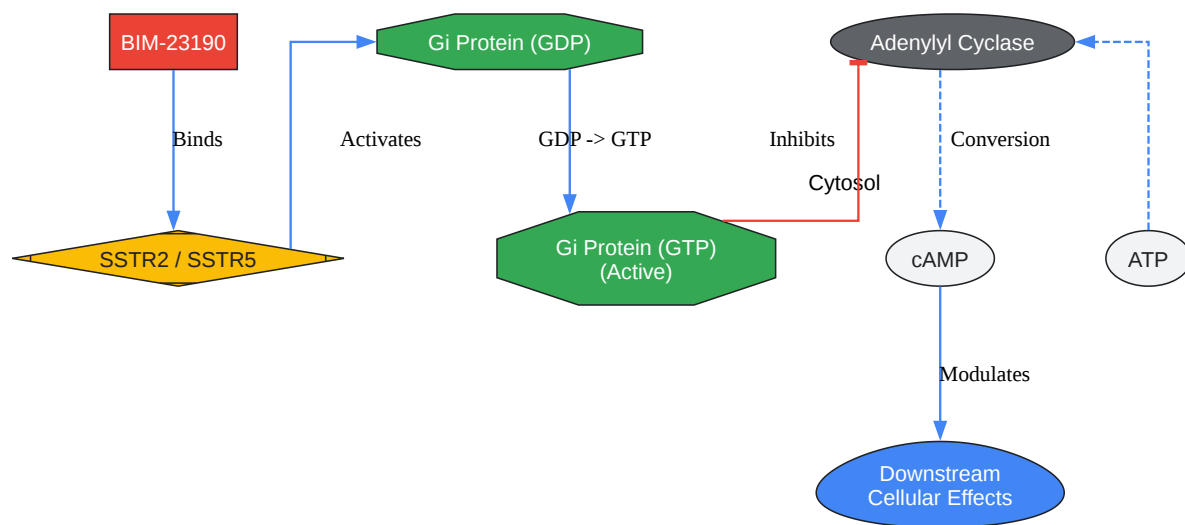 BIM-23190
Gi Protein (GDP)
Adenylyl Cyclase
Binds
Activates
GDP -> GTP
Inhibits
Conversion
Cytosol
SSTR2 / SSTR5
Gi Protein (GTP)
(Active)
cAMP
ATP
Modulates
Downstream
Cellular Effects